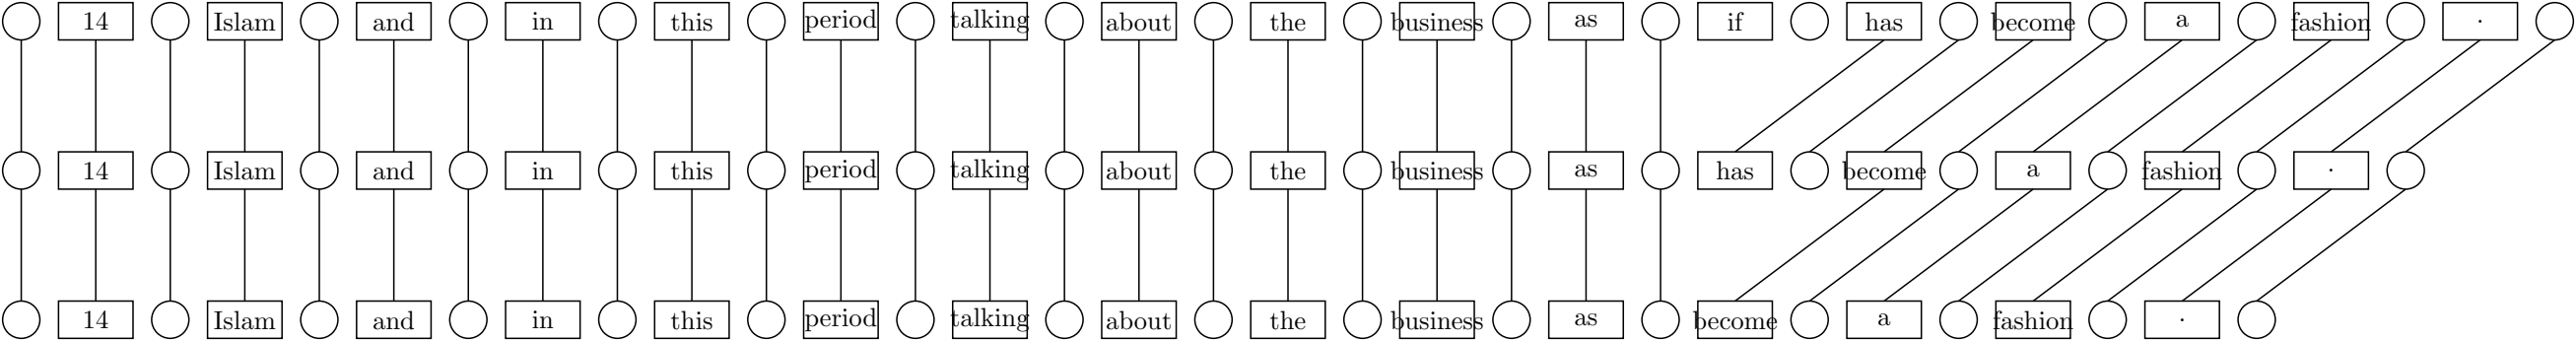 14 Islam and in this period talking about the business as if has become a fashion .
14 Islam and in this period talking about the business as has become a fashion .
14 Islam and in this period talking about the business as become a fashion .